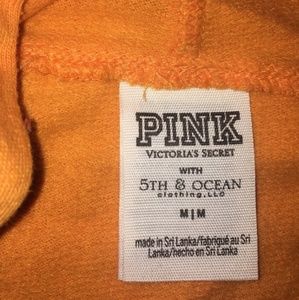 PINK
VICTORIA'S SECRET
WITH
5TH & OCEAN
clothing, LLC
M | M
made in Sri Lanka/fabriqué au Sri
Lanka/hecho en Sri Lanka